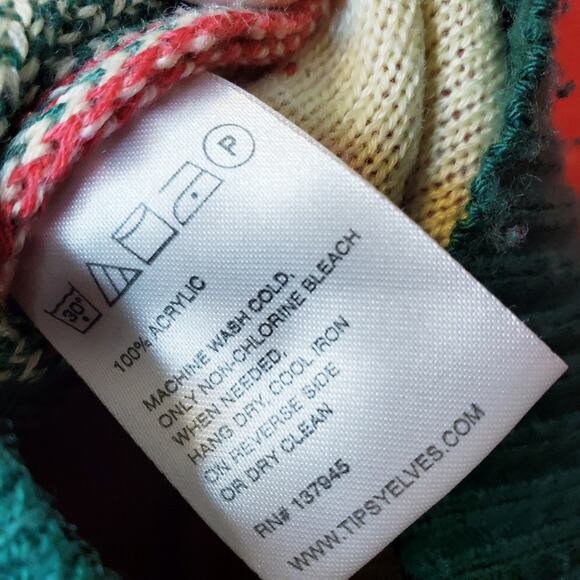 30°
P
100% ACRYLIC
MACHINE WASH COLD,
ONLY NON-CHLORINE BLEACH
WHEN NEEDED,
HANG DRY, COOL IRON
ON REVERSE SIDE
OR DRY CLEAN
RN# 137945
WWW.TIPSYELVES.COM